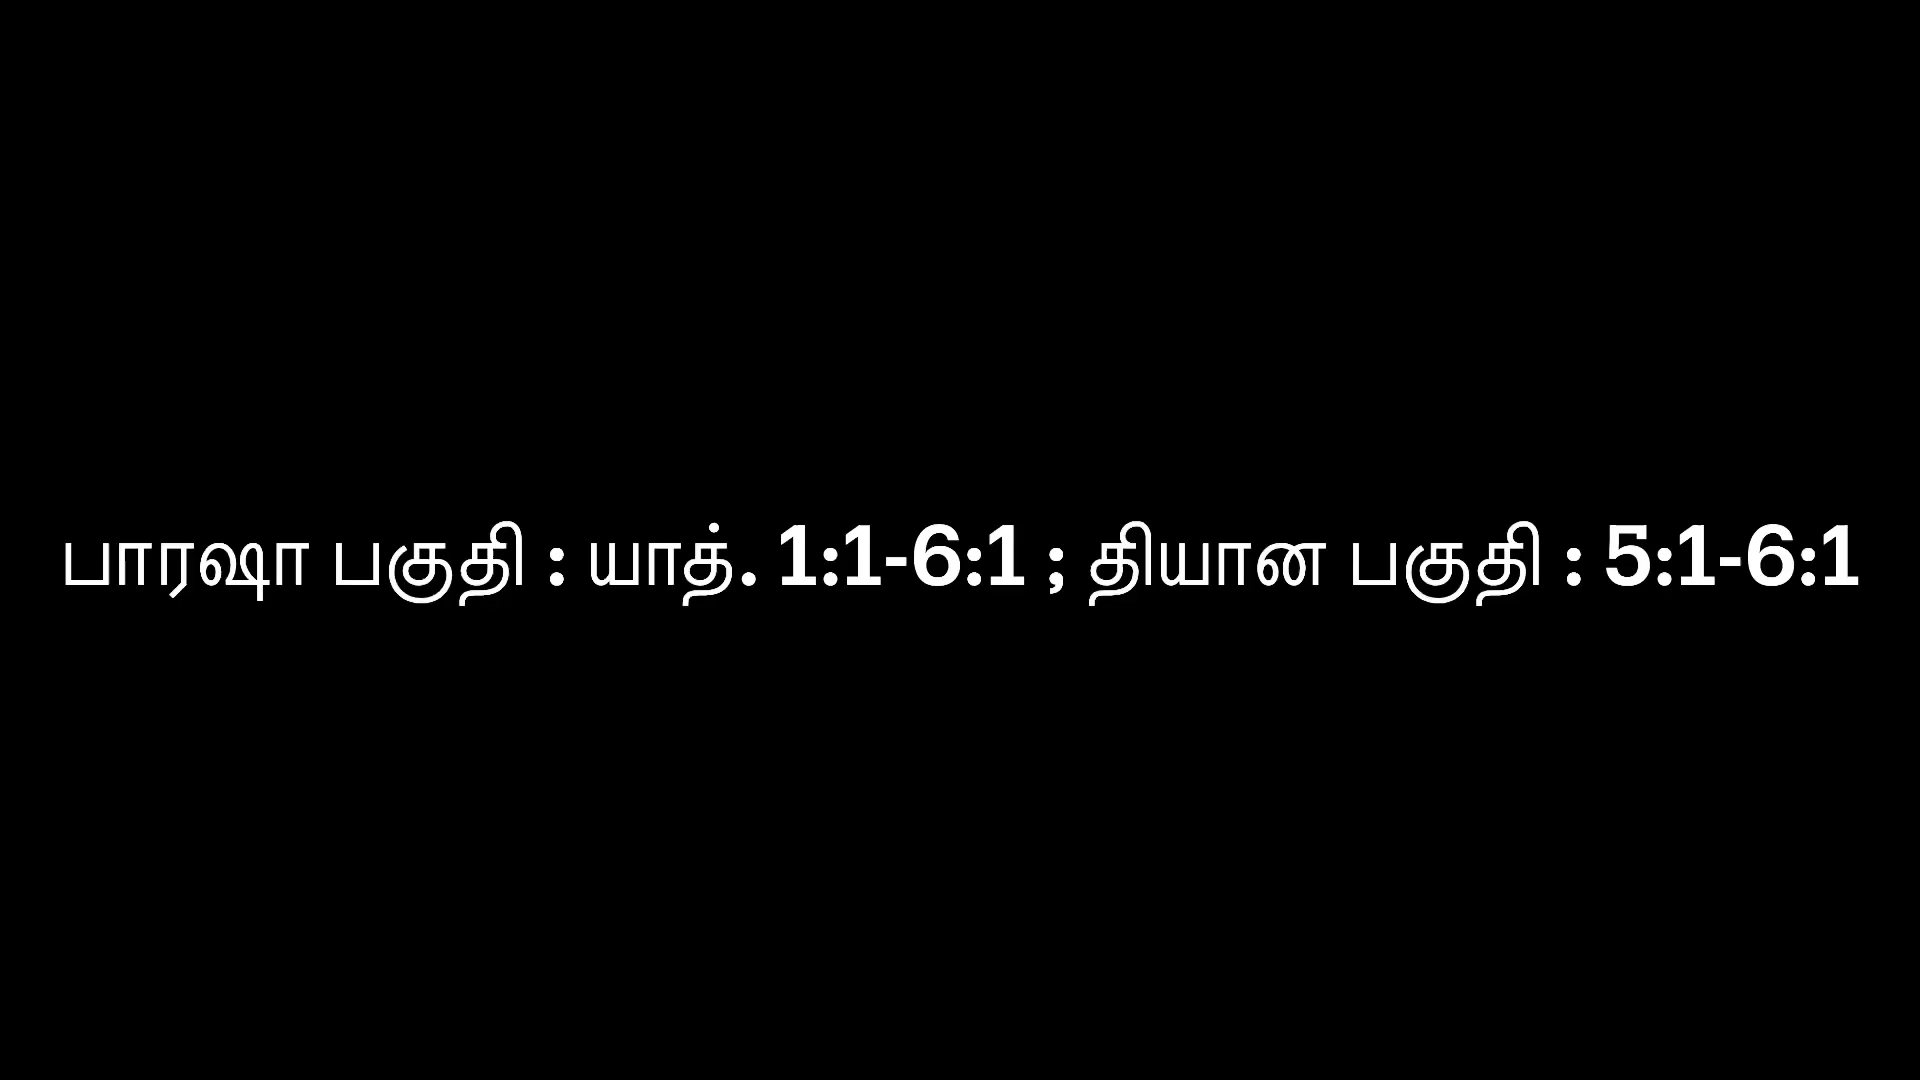 பாரஷா பகுதி : யாத். 1:1-6:1 ; தியான பகுதி : 5:1-6:1